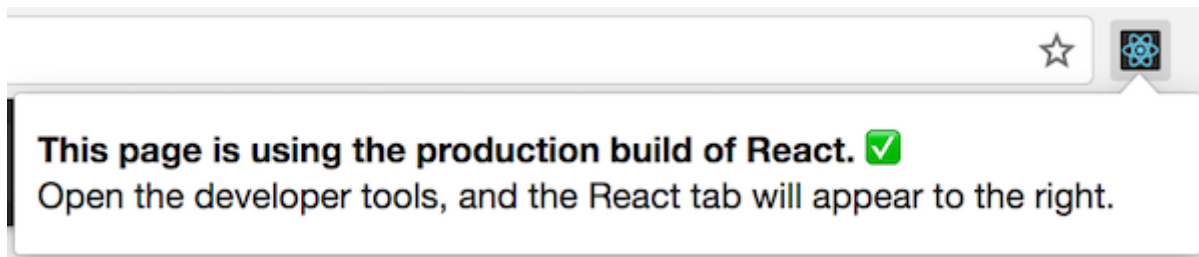 This page is using the production build of React. ✅
Open the developer tools, and the React tab will appear to the right.